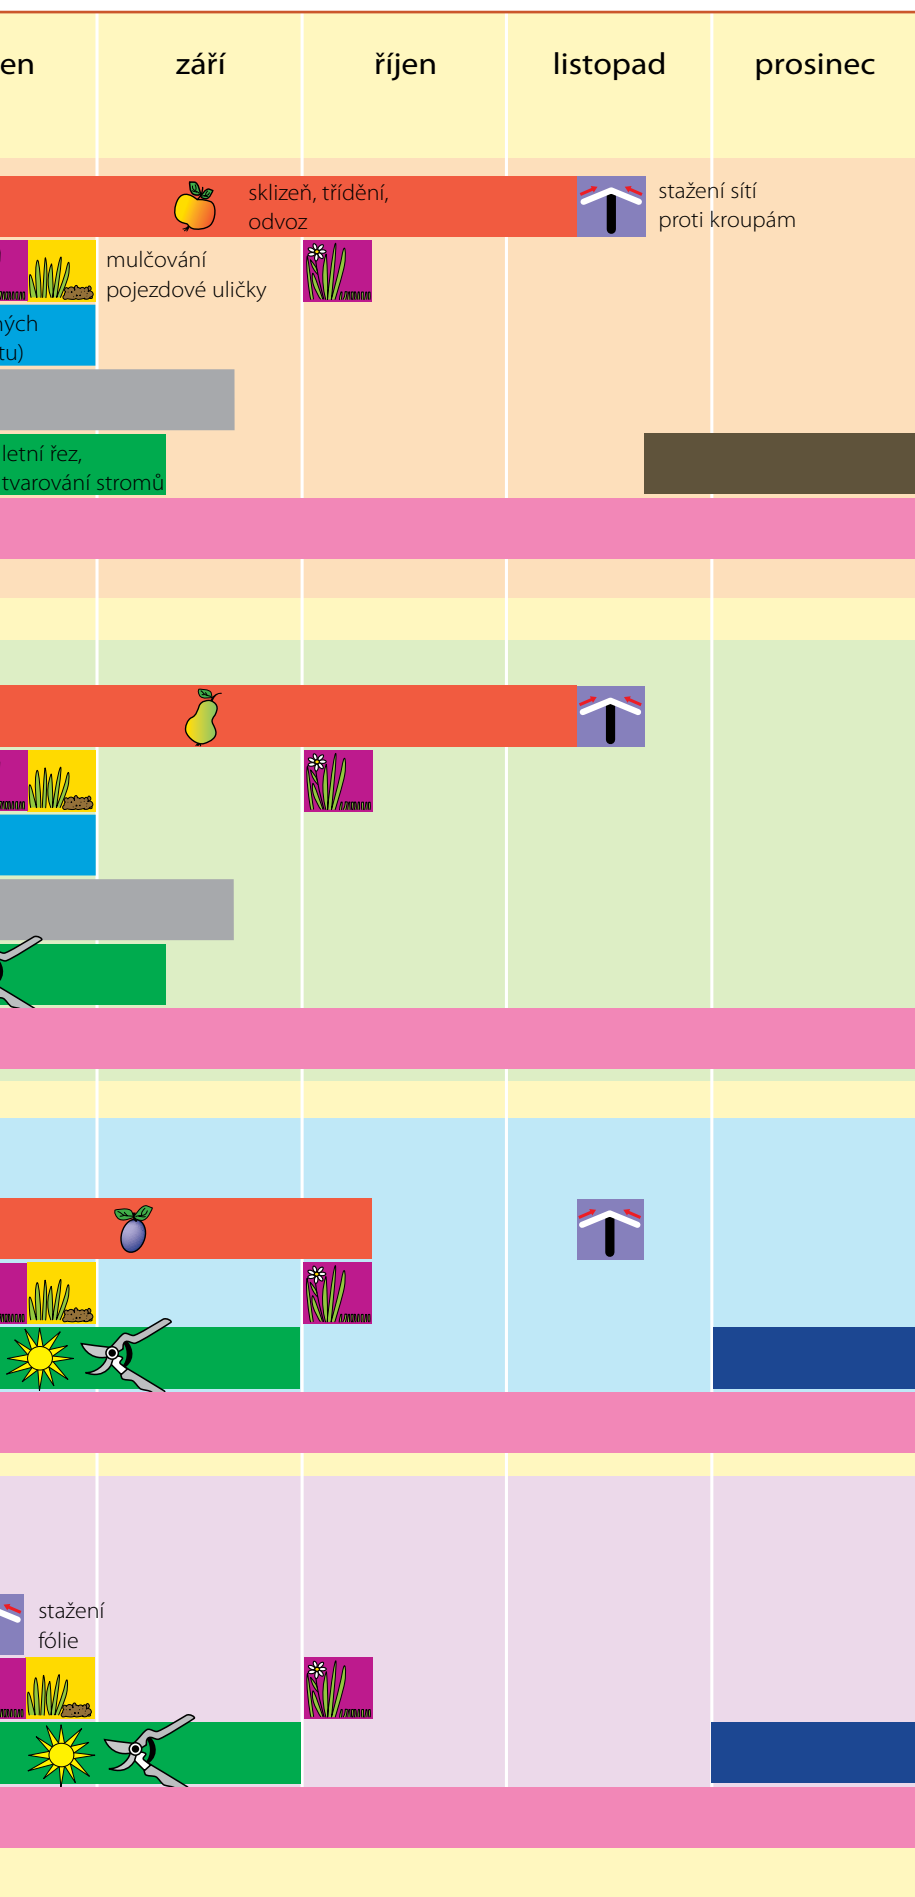 en
září
říjen
listopad
prosinec
sklizeň, třídění,
odvoz
stažení sítí
proti kroupám
mulčování
pojezdové uličky
ných
tu)
letní řez,
tvarování stromů
stažení
fólie